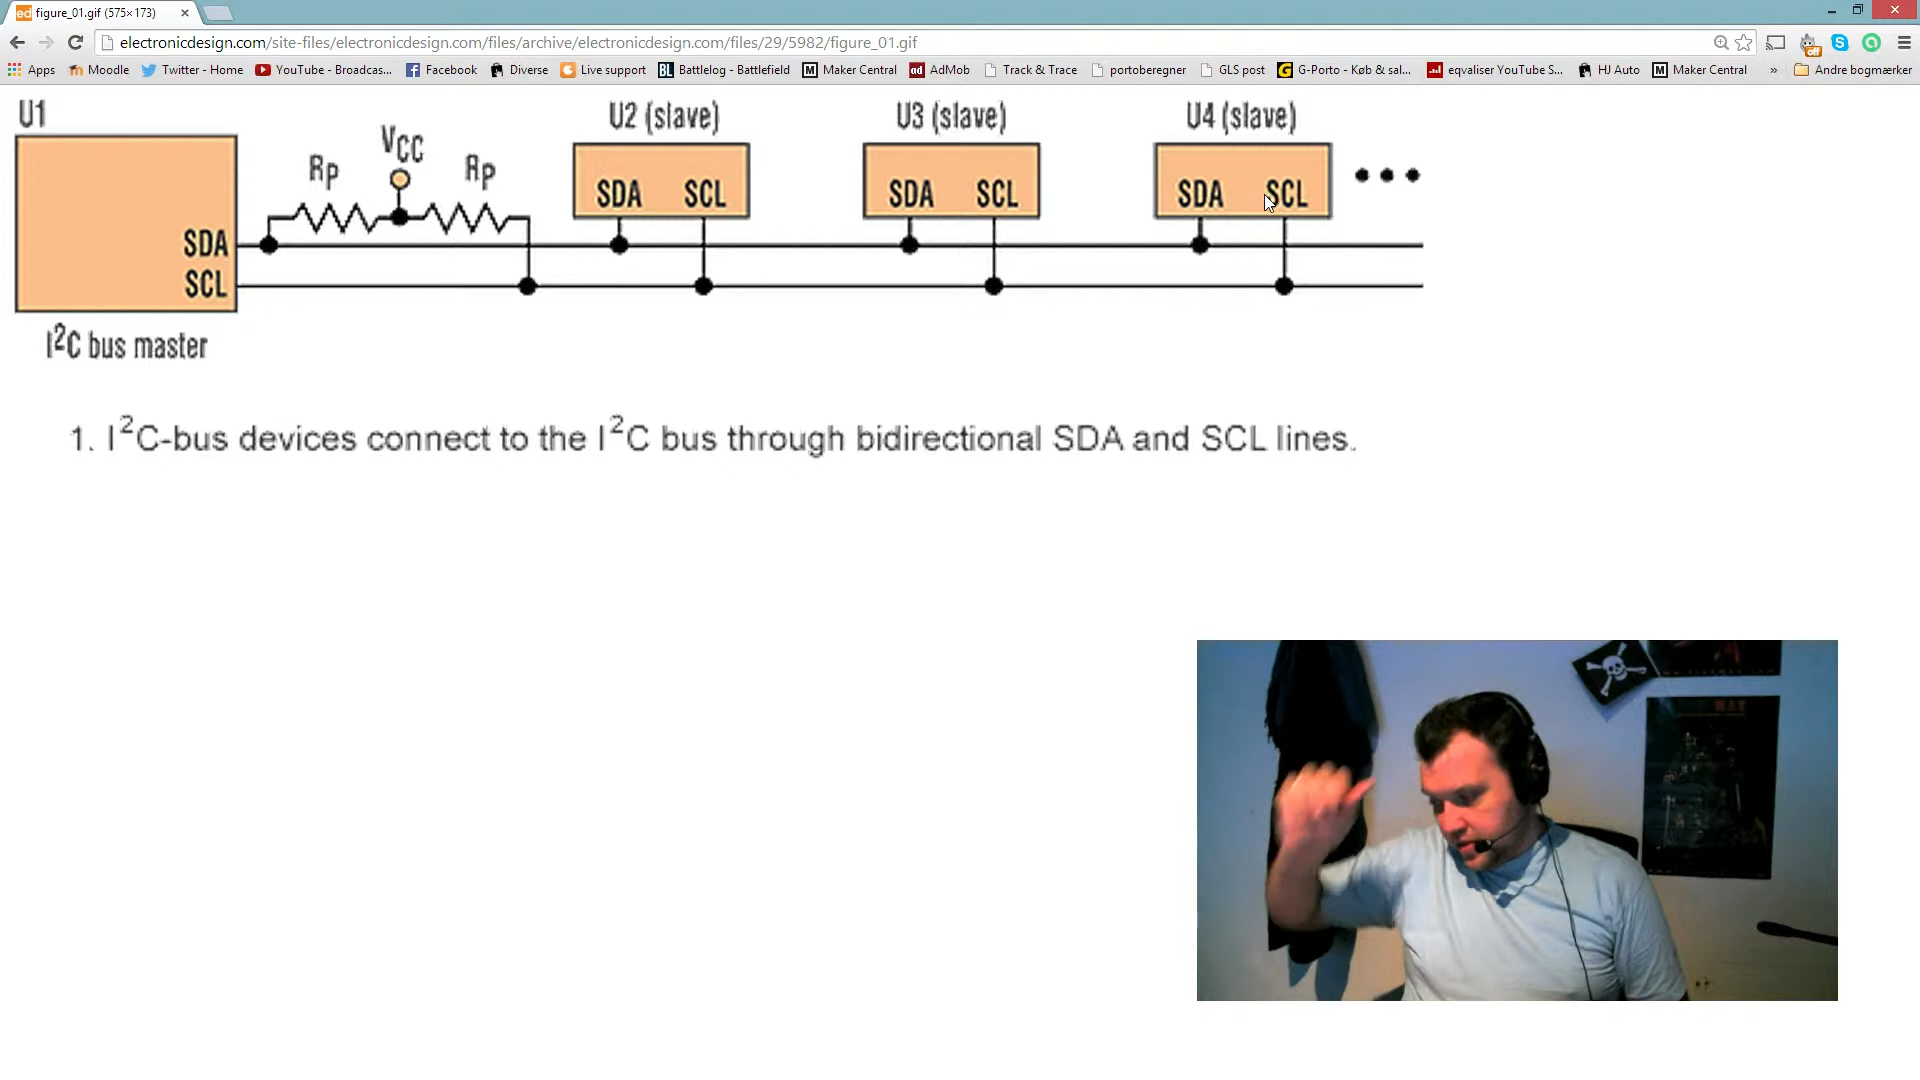 figure_01.gif (575×173)
electronicdesign.com/site-files/electronicdesign.com/files/archive/electronicdesign.com/files/29/5982/figure_01.gif
Apps Moodle Twitter - Home YouTube - Broadcas... Facebook Diverse Live support Battlelog - Battlefield Maker Central AdMob Track & Trace portoberegner GLS post G-Porto - Køb & sal... eqvaliser YouTube S... HJ Auto Maker Central » Andre bogmærker
U1
U2 (slave)
U3 (slave)
U4 (slave)
VCC
Rp
Rp
SDA SCL
SDA SCL
SDA SCL
SDA
SCL
I²C bus master
1. I²C-bus devices connect to the I²C bus through bidirectional SDA and SCL lines.